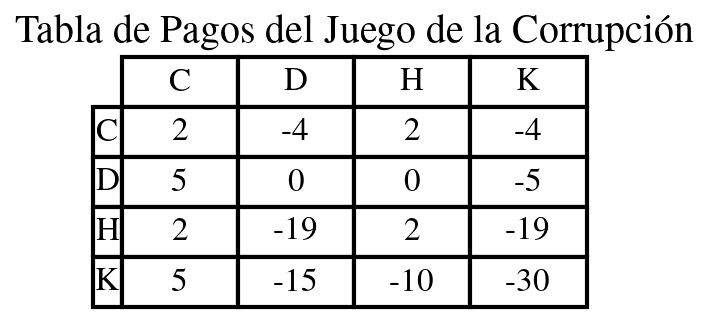 Tabla de Pagos del Juego de la Corrupción
C D H K
C 2 -4 2 -4
D 5 0 0 -5
H 2 -19 2 -19
K 5 -15 -10 -30